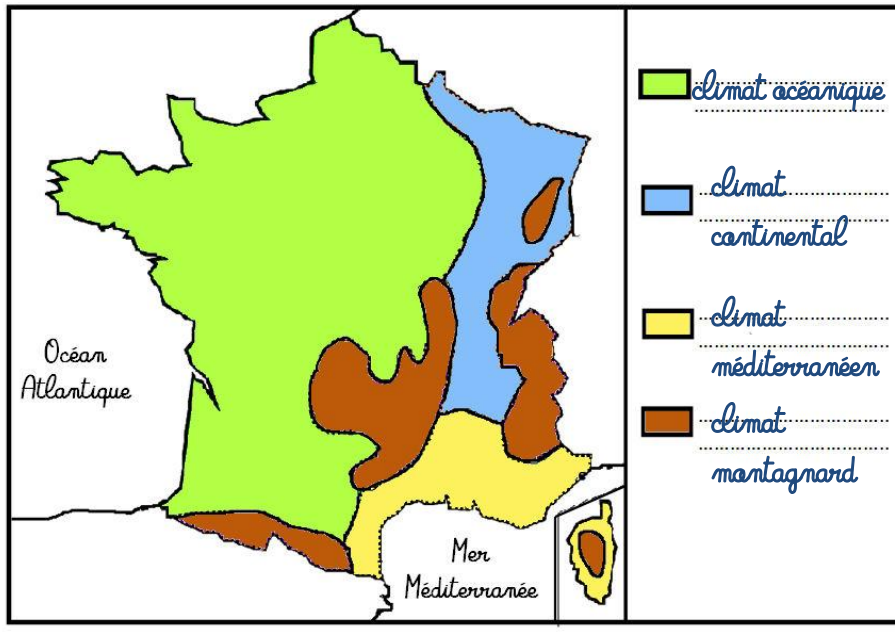 climat océanique
climat
continental
climat
méditerranéen
climat
montagnard
Océan
Atlantique
Mer
Méditerranée